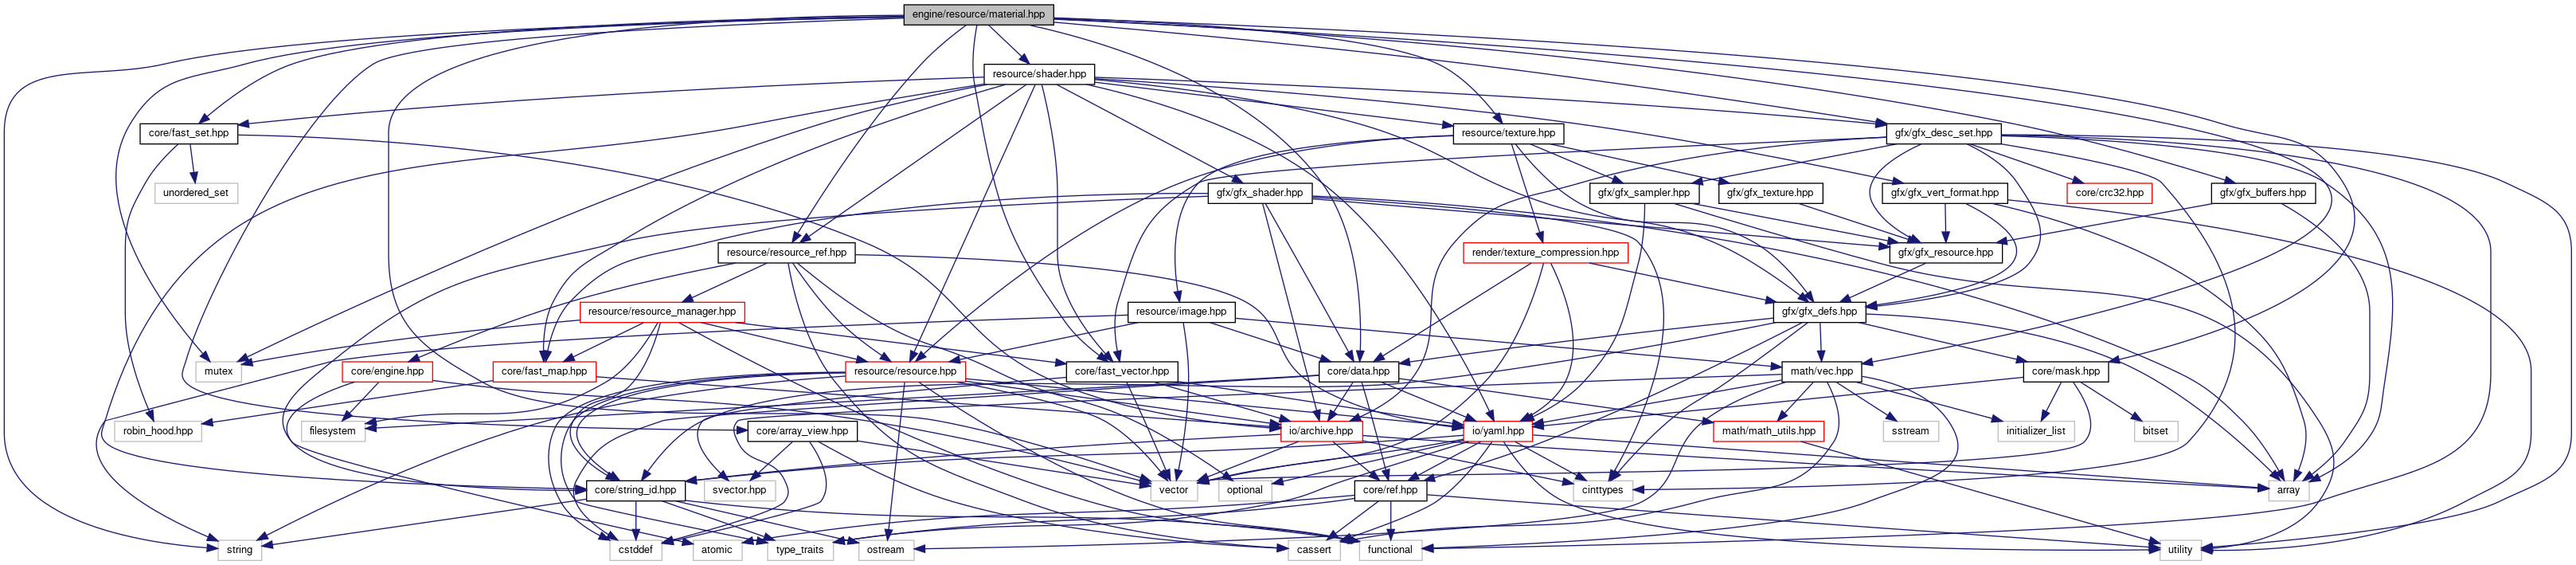 engine/resource/material.hpp
resource/shader.hpp
core/fast_set.hpp
resource/texture.hpp
gfx/gfx_desc_set.hpp
unordered_set
gfx/gfx_shader.hpp
gfx/gfx_sampler.hpp
gfx/gfx_texture.hpp
gfx/gfx_vert_format.hpp
core/crc32.hpp
gfx/gfx_buffers.hpp
resource/resource_ref.hpp
render/texture_compression.hpp
gfx/gfx_resource.hpp
resource/resource_manager.hpp
resource/image.hpp
gfx/gfx_defs.hpp
mutex
core/engine.hpp
core/fast_map.hpp
resource/resource.hpp
core/fast_vector.hpp
core/data.hpp
math/vec.hpp
core/mask.hpp
robin_hood.hpp
filesystem
core/array_view.hpp
io/archive.hpp
io/yaml.hpp
math/math_utils.hpp
sstream
initializer_list
bitset
core/string_id.hpp
svector.hpp
vector
optional
core/ref.hpp
cinttypes
array
string
cstddef
atomic
type_traits
ostream
cassert
functional
utility